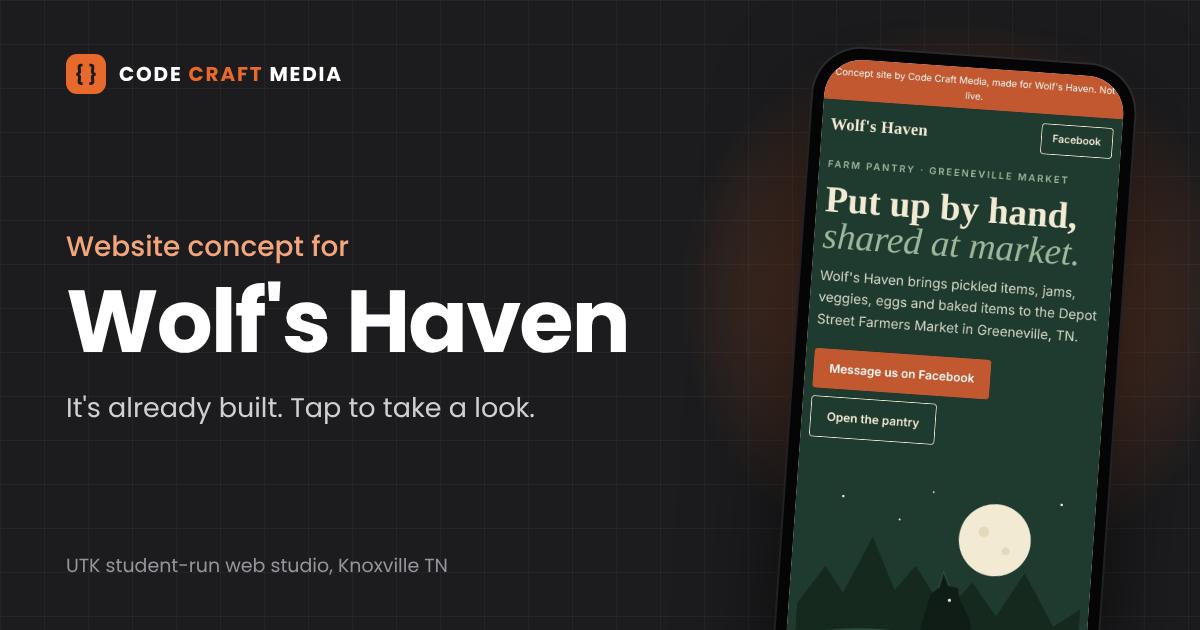 { } CODE CRAFT MEDIA
Website concept for
Wolf's Haven
It's already built. Tap to take a look.
UTK student-run web studio, Knoxville TN
Concept site by Code Craft Media, made for Wolf's Haven. Not
live.
Wolf's Haven
Facebook
FARM PANTRY · GREENEVILLE MARKET
Put up by hand,
shared at market.
Wolf's Haven brings pickled items, jams,
veggies, eggs and baked items to the Depot
Street Farmers Market in Greeneville, TN.
Message us on Facebook
Open the pantry